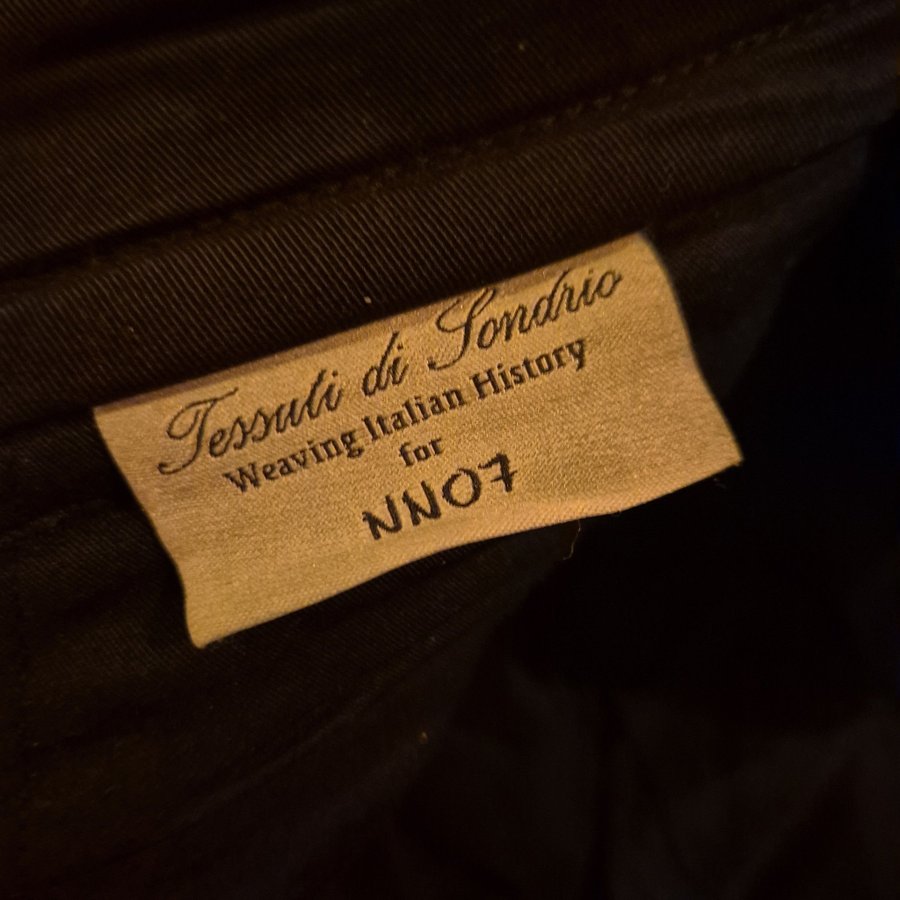 Tessuti di Sondrio
Weaving Italian History
for
NN07